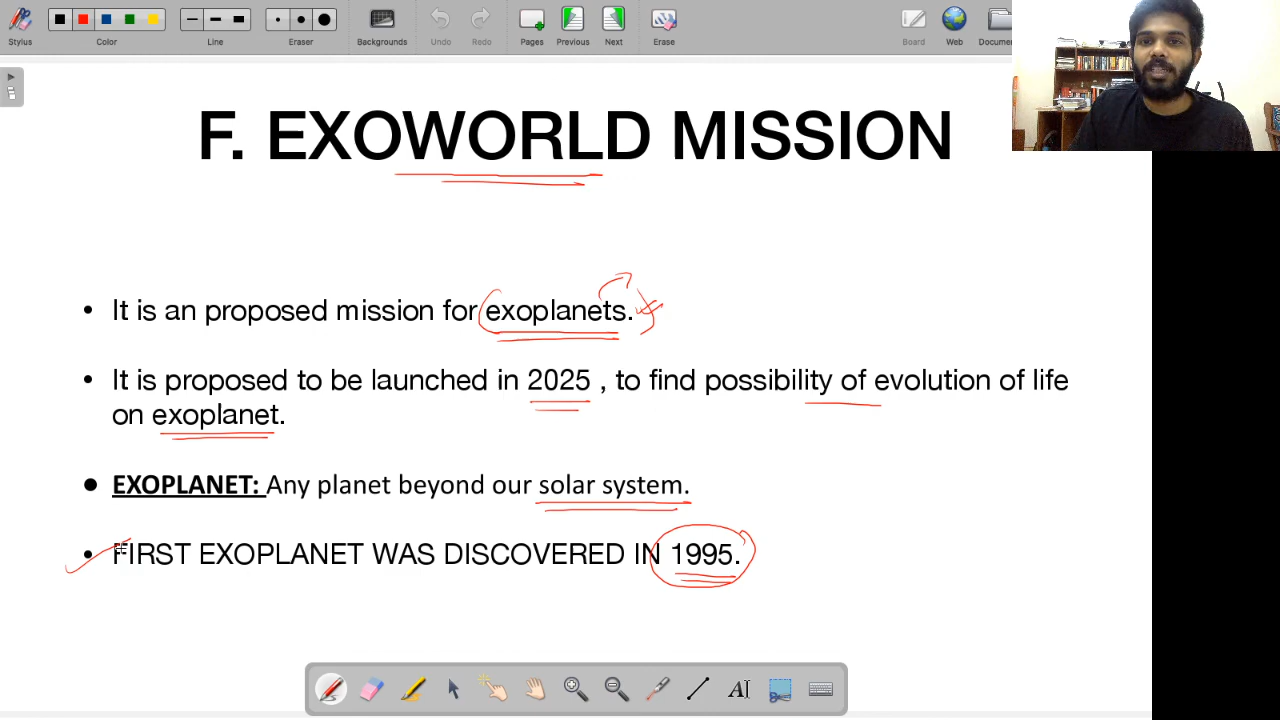 Stylus
Color
Line
Eraser
Backgrounds
Undo
Redo
Pages
Previous
Next
Erase
Board
Web
F. EXOWORLD MISSION
• It is an proposed mission for exoplanets.
• It is proposed to be launched in 2025 , to find possibility of evolution of life
on exoplanet.
• EXOPLANET: Any planet beyond our solar system.
• FIRST EXOPLANET WAS DISCOVERED IN 1995.